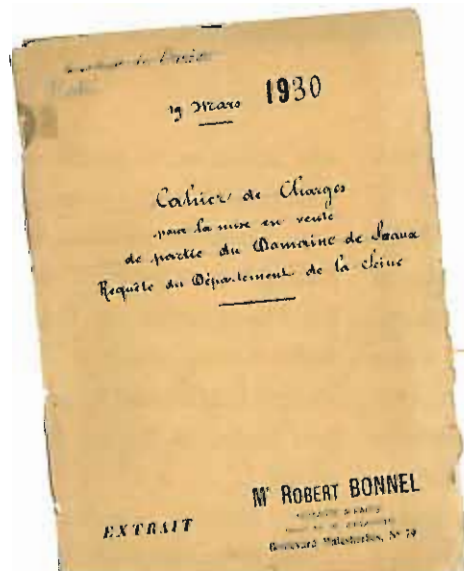 19 Mars 1930
Cahier de Charges
pour la mise en vente
de partie du Domaine de Sceaux
Requête du Département de la Seine
Mᵉ ROBERT BONNEL
Boulevard Malesherbes, Nº 79
EXTRAIT